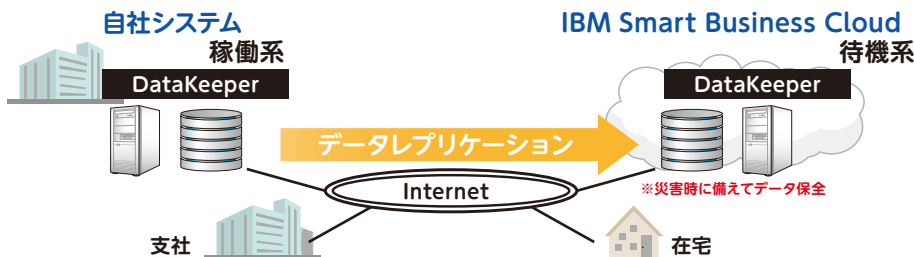 自社システム
稼働系
DataKeeper
IBM Smart Business Cloud
待機系
DataKeeper
データレプリケーション
※災害時に備えてデータ保全
Internet
支社
在宅